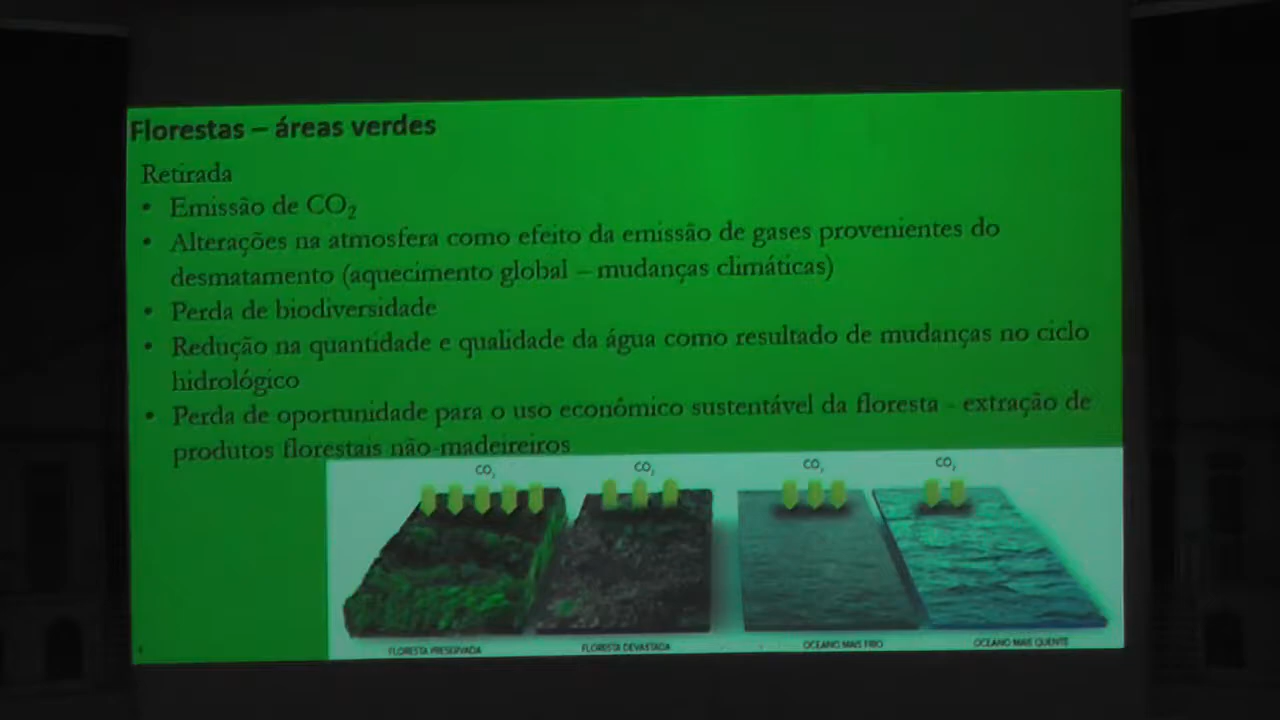 Florestas – áreas verdes
Retirada
• Emissão de CO₂
• Alterações na atmosfera como efeito da emissão de gases provenientes do
desmatamento (aquecimento global – mudanças climáticas)
• Perda de biodiversidade
• Redução na quantidade e qualidade da água como resultado de mudanças no ciclo
hidrológico
• Perda de oportunidade para o uso econômico sustentável da floresta - extração de
produtos florestais não-madeireiros
CO₂ CO₂ CO₂ CO₂
FLORESTA PRESERVADA FLORESTA DEVASTADA OCEANO MAIS FRIO OCEANO MAIS QUENTE